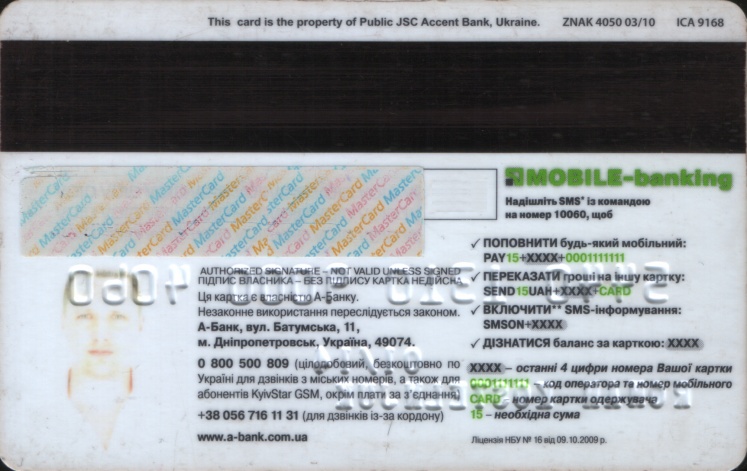 This card is the property of Public JSC Accent Bank, Ukraine. ZNAK 4050 03/10 ICA 9168
MasterCard MasterCard MasterCard MasterCard
MOBILE-banking
Надішліть SMS* із командою
на номер 10060, щоб
✓ ПОПОВНИТИ будь-який мобільний:
PAY15+XXXX+0001111111
✓ ПЕРЕКАЗАТИ гроші на іншу картку:
SEND15UAH+XXXX+CARD
✓ ВКЛЮЧИТИ** SMS-інформування:
SMSON+XXXX
✓ ДІЗНАТИСЯ баланс за карткою: XXXX
XXXX – останні 4 цифри номера Вашої картки
0001111111 – код оператора та номер мобільного
CARD – номер картки одержувача
15 – необхідна сума
Ліцензія НБУ № 16 від 09.10.2009 р.
AUTHORIZED SIGNATURE – NOT VALID UNLESS SIGNED
ПІДПИС ВЛАСНИКА – БЕЗ ПІДПИСУ КАРТКА НЕДІЙСНА
Ця картка є власністю А-Банку.
Незаконне використання переслідується законом.
А-Банк, вул. Батумська, 11,
м. Дніпропетровськ, Україна, 49074.
0 800 500 809 (цілодобовий, безкоштовно по
Україні для дзвінків з міських номерів, а також для
абонентів KyivStar GSM, окрім плати за з'єднання)
+38 056 716 11 31 (для дзвінків із-за кордону)
www.a-bank.com.ua